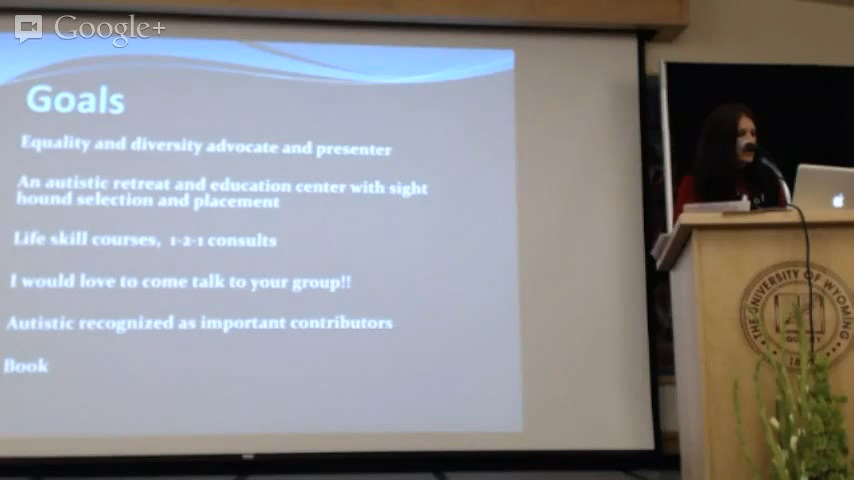 Google+
Goals
Equality and diversity advocate and presenter
An autistic retreat and education center with sight
hound selection and placement
Life skill courses, 1-2-1 consults
I would love to come talk to your group!!
Autistic recognized as important contributors
Book
THE UNIVERSITY OF WYOMING